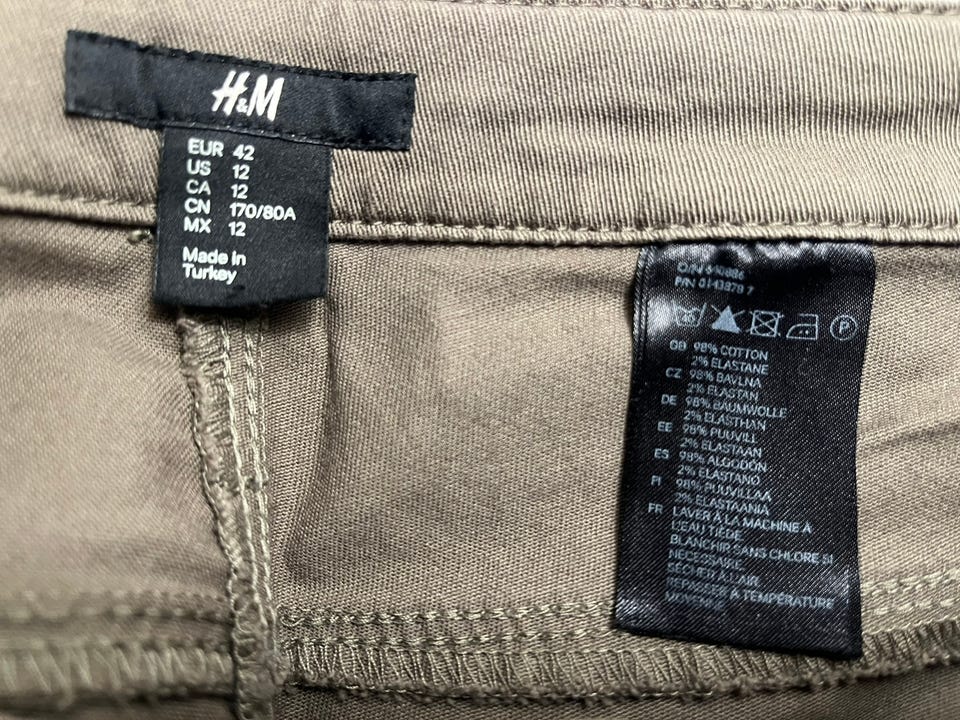 H&M
EUR 42
US 12
CA 12
CN 170/80A
MX 12
Made in
Turkey
P/N 0143878 7
P
GB 98% COTTON
2% ELASTANE
CZ 98% BAVLNA
2% ELASTAN
DE 98% BAUMWOLLE
2% ELASTHAN
EE 98% PUUVILL
2% ELASTAAN
ES 98% ALGODÓN
2% ELASTANO
FI 98% PUUVILLAA
2% ELASTAANIA
FR LAVER À LA MACHINE À
L'EAU TIÈDE
BLANCHIR SANS CHLORE SI
NÉCESSAIRE
SÉCHER À L'AIR
REPASSER À TEMPÉRATURE
MOYENNE